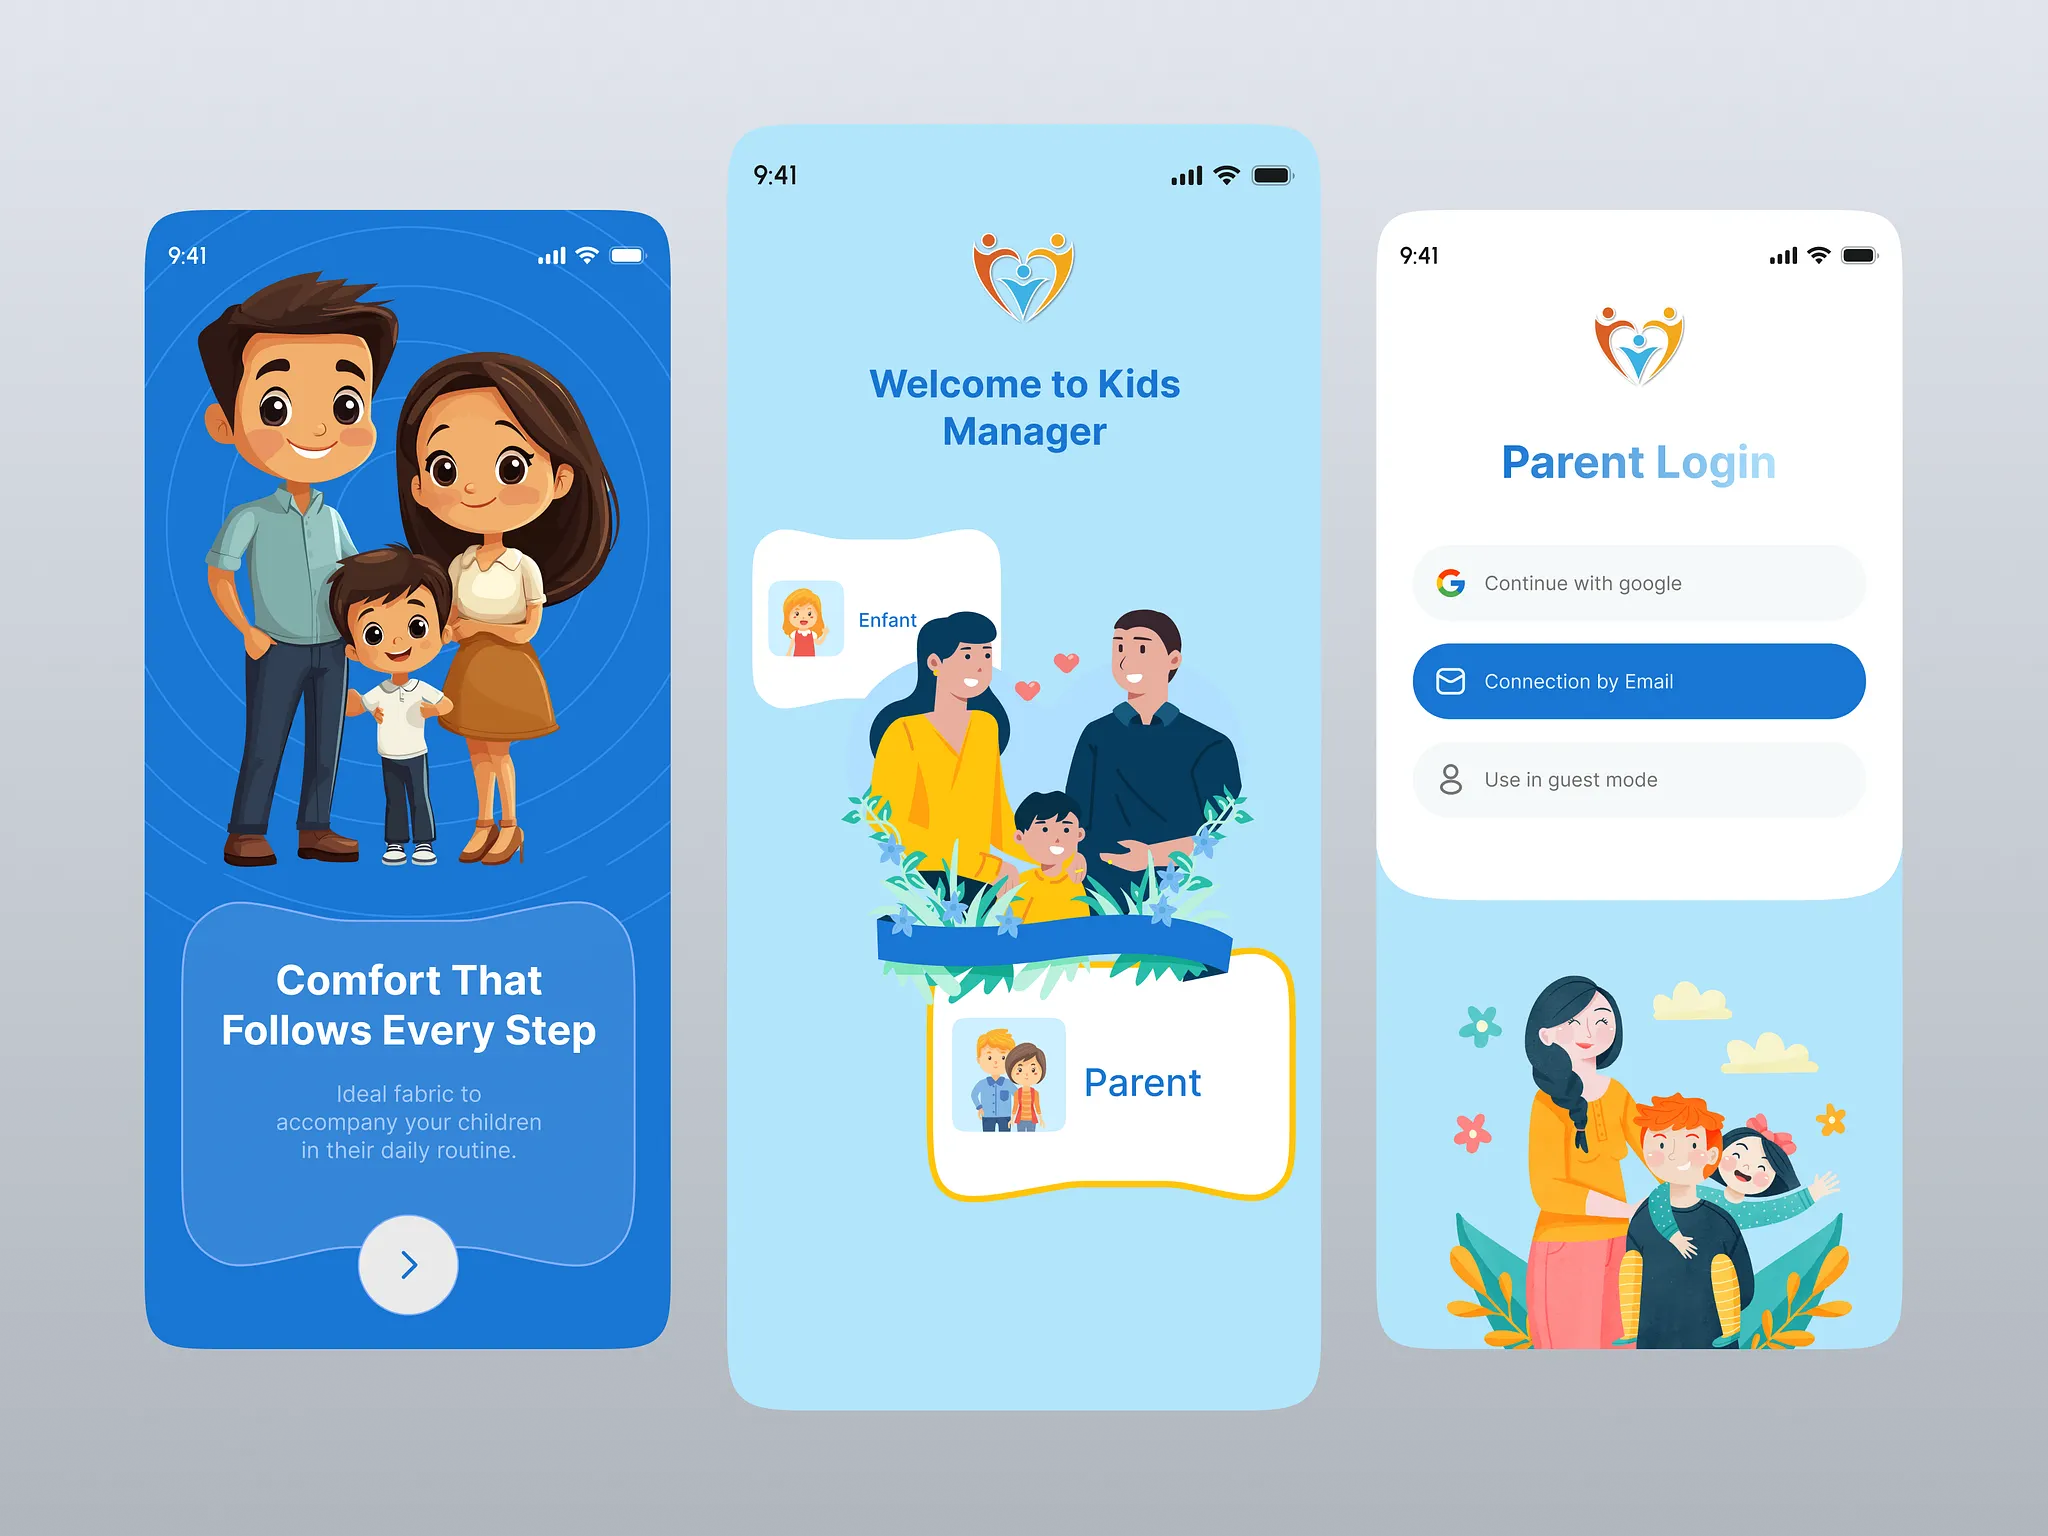 9:41
Comfort That
Follows Every Step
Ideal fabric to
accompany your children
in their daily routine.
9:41
Welcome to Kids
Manager
Enfant
Parent
9:41
Parent Login
Continue with google
Connection by Email
Use in guest mode